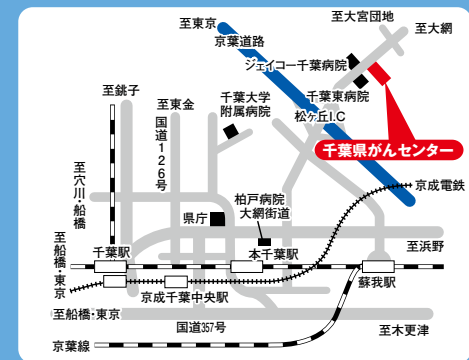 至東京
京葉道路
至大宮団地
至大網
ジェイコー千葉病院
千葉東病院
松ヶ丘I.C
千葉県がんセンター
至銚子
至東金
国道126号
千葉大学
附属病院
至穴川・船橋
京成電鉄
柏戸病院
大網街道
県庁
至浜野
至船橋・東京
千葉駅
本千葉駅
蘇我駅
京成千葉中央駅
至船橋・東京
国道357号
至木更津
京葉線